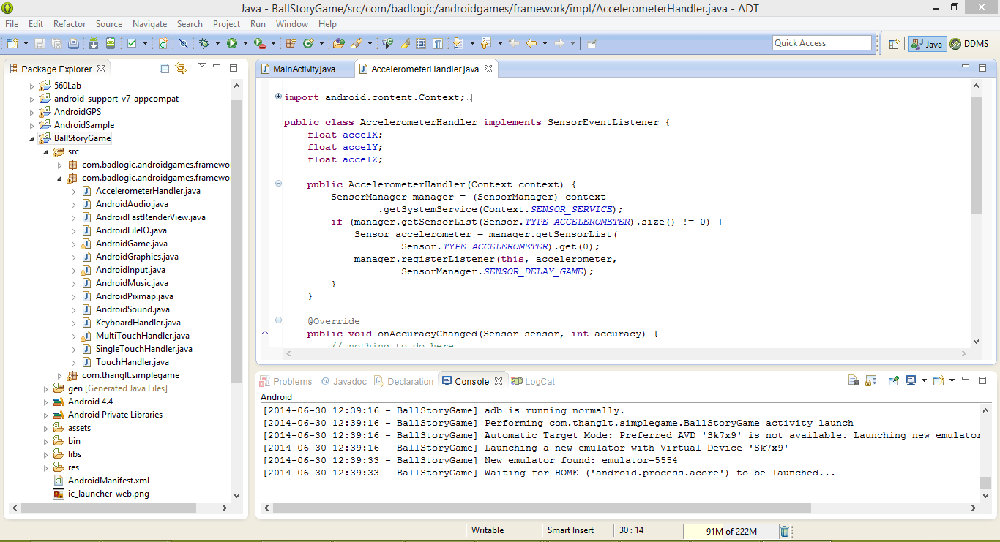 Java - BallStoryGame/src/com/badlogic/androidgames/framework/impl/AccelerometerHandler.java - ADT
File Edit Refactor Source Navigate Search Project Run Window Help
Quick Access
Java
DDMS
Package Explorer
560Lab
android-support-v7-appcompat
AndroidGPS
AndroidSample
BallStoryGame
src
com.badlogic.androidgames.framewo
com.badlogic.androidgames.framewo
AccelerometerHandler.java
AndroidAudio.java
AndroidFastRenderView.java
AndroidFileIO.java
AndroidGame.java
AndroidGraphics.java
AndroidInput.java
AndroidMusic.java
AndroidPixmap.java
AndroidSound.java
KeyboardHandler.java
MultiTouchHandler.java
SingleTouchHandler.java
TouchHandler.java
com.thanglt.simplegame
gen [Generated Java Files]
Android 4.4
Android Private Libraries
assets
bin
libs
res
AndroidManifest.xml
ic_launcher-web.png
MainActivity.java
AccelerometerHandler.java
import android.content.Context;
public class AccelerometerHandler implements SensorEventListener {
float accelX;
float accelY;
float accelZ;
public AccelerometerHandler(Context context) {
SensorManager manager = (SensorManager) context
.getSystemService(Context.SENSOR_SERVICE);
if (manager.getSensorList(Sensor.TYPE_ACCELEROMETER).size() != 0) {
Sensor accelerometer = manager.getSensorList(
Sensor.TYPE_ACCELEROMETER).get(0);
manager.registerListener(this, accelerometer,
SensorManager.SENSOR_DELAY_GAME);
}
}
@Override
public void onAccuracyChanged(Sensor sensor, int accuracy) {
// nothing to do here
Problems @ Javadoc Declaration Console LogCat
Android
[2014-06-30 12:39:16 - BallStoryGame] adb is running normally.
[2014-06-30 12:39:16 - BallStoryGame] Performing com.thanglt.simplegame.BallStoryGame activity launch
[2014-06-30 12:39:16 - BallStoryGame] Automatic Target Mode: Preferred AVD 'Sk7x9' is not available. Launching new emulator
[2014-06-30 12:39:16 - BallStoryGame] Launching a new emulator with Virtual Device 'Sk7x9'
[2014-06-30 12:39:33 - BallStoryGame] New emulator found: emulator-5554
[2014-06-30 12:39:33 - BallStoryGame] Waiting for HOME ('android.process.acore') to be launched...
Writable
Smart Insert
30 : 14
91M of 222M